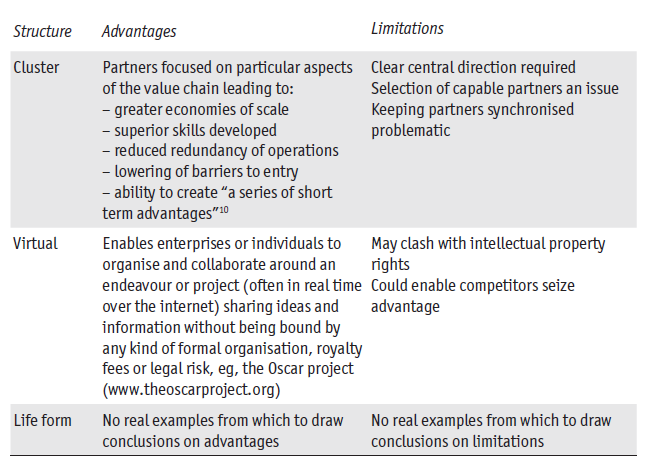 Structure Advantages Limitations
Cluster
Partners focused on particular aspects
of the value chain leading to:
– greater economies of scale
– superior skills developed
– reduced redundancy of operations
– lowering of barriers to entry
– ability to create “a series of short
term advantages”10
Clear central direction required
Selection of capable partners an issue
Keeping partners synchronised
problematic
Virtual
Enables enterprises or individuals to
organise and collaborate around an
endeavour or project (often in real time
over the internet) sharing ideas and
information without being bound by
any kind of formal organisation, royalty
fees or legal risk, eg, the Oscar project
(www.theoscarproject.org)
May clash with intellectual property
rights
Could enable competitors seize
advantage
Life form
No real examples from which to draw
conclusions on advantages
No real examples from which to draw
conclusions on limitations